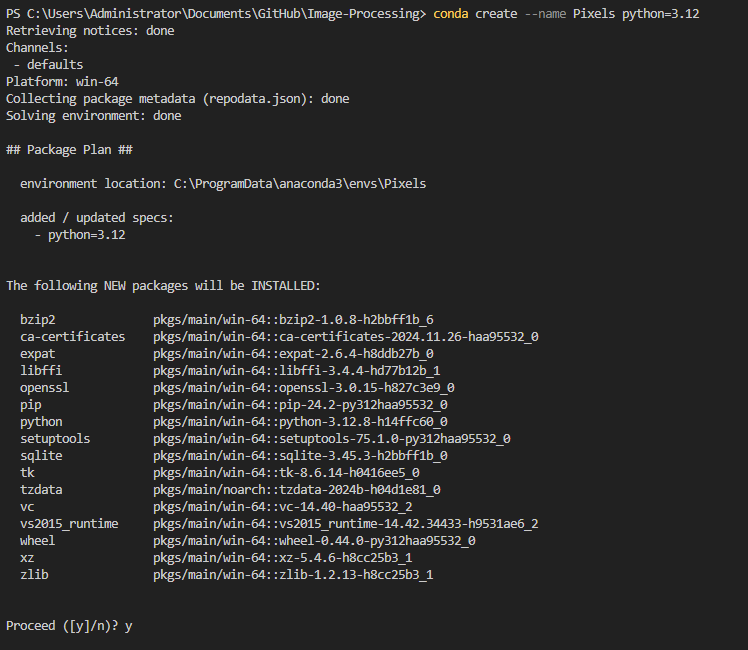 PS C:\Users\Administrator\Documents\GitHub\Image-Processing> conda create --name Pixels python=3.12
Retrieving notices: done
Channels:
 - defaults
Platform: win-64
Collecting package metadata (repodata.json): done
Solving environment: done
## Package Plan ##
  environment location: C:\ProgramData\anaconda3\envs\Pixels
  added / updated specs:
    - python=3.12
The following NEW packages will be INSTALLED:
  bzip2              pkgs/main/win-64::bzip2-1.0.8-h2bbff1b_6
  ca-certificates    pkgs/main/win-64::ca-certificates-2024.11.26-haa95532_0
  expat              pkgs/main/win-64::expat-2.6.4-h8ddb27b_0
  libffi             pkgs/main/win-64::libffi-3.4.4-hd77b12b_1
  openssl            pkgs/main/win-64::openssl-3.0.15-h827c3e9_0
  pip                pkgs/main/win-64::pip-24.2-py312haa95532_0
  python             pkgs/main/win-64::python-3.12.8-h14ffc60_0
  setuptools         pkgs/main/win-64::setuptools-75.1.0-py312haa95532_0
  sqlite             pkgs/main/win-64::sqlite-3.45.3-h2bbff1b_0
  tk                 pkgs/main/win-64::tk-8.6.14-h0416ee5_0
  tzdata             pkgs/main/noarch::tzdata-2024b-h04d1e81_0
  vc                 pkgs/main/win-64::vc-14.40-haa95532_2
  vs2015_runtime     pkgs/main/win-64::vs2015_runtime-14.42.34433-h9531ae6_2
  wheel              pkgs/main/win-64::wheel-0.44.0-py312haa95532_0
  xz                 pkgs/main/win-64::xz-5.4.6-h8cc25b3_1
  zlib               pkgs/main/win-64::zlib-1.2.13-h8cc25b3_1
Proceed ([y]/n)? y